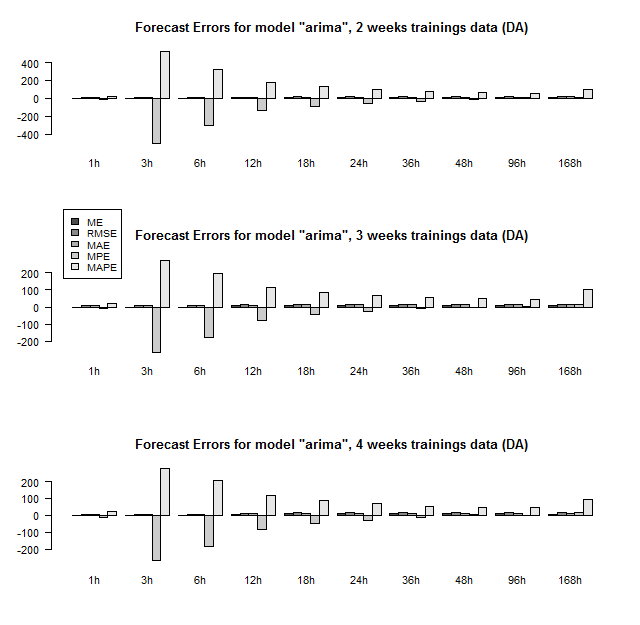 Forecast Errors for model "arima", 2 weeks trainings data (DA)
400
200
0
-200
-400
1h 3h 6h 12h 18h 24h 36h 48h 96h 168h
ME
RMSE
MAE
MPE
MAPE
Forecast Errors for model "arima", 3 weeks trainings data (DA)
200
100
0
-100
-200
1h 3h 6h 12h 18h 24h 36h 48h 96h 168h
Forecast Errors for model "arima", 4 weeks trainings data (DA)
200
100
0
-100
-200
1h 3h 6h 12h 18h 24h 36h 48h 96h 168h